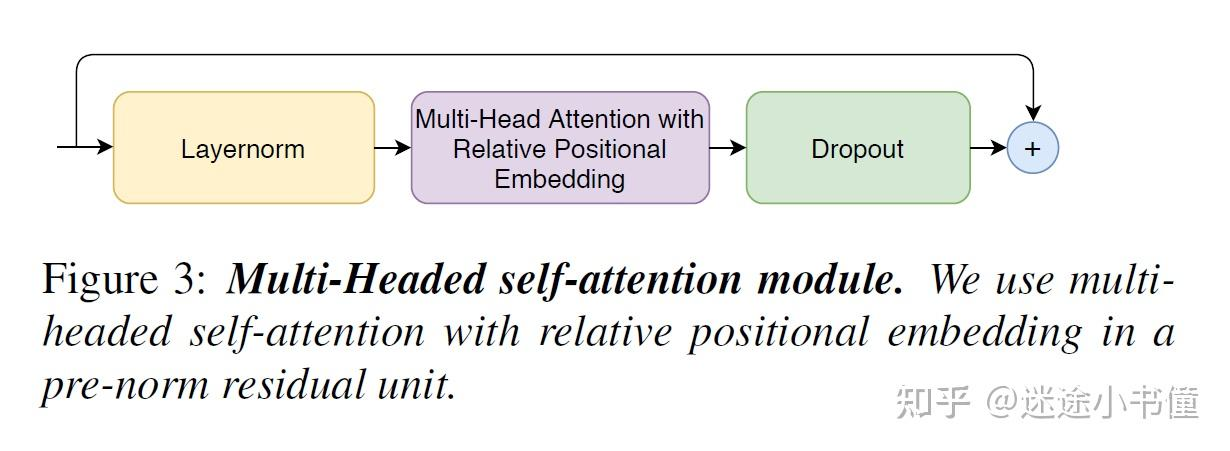 Layernorm
Multi-Head Attention with
Relative Positional
Embedding
Dropout
+
Figure 3: Multi-Headed self-attention module. We use multi-
headed self-attention with relative positional embedding in a
pre-norm residual unit.
知乎 @迷途小书僮